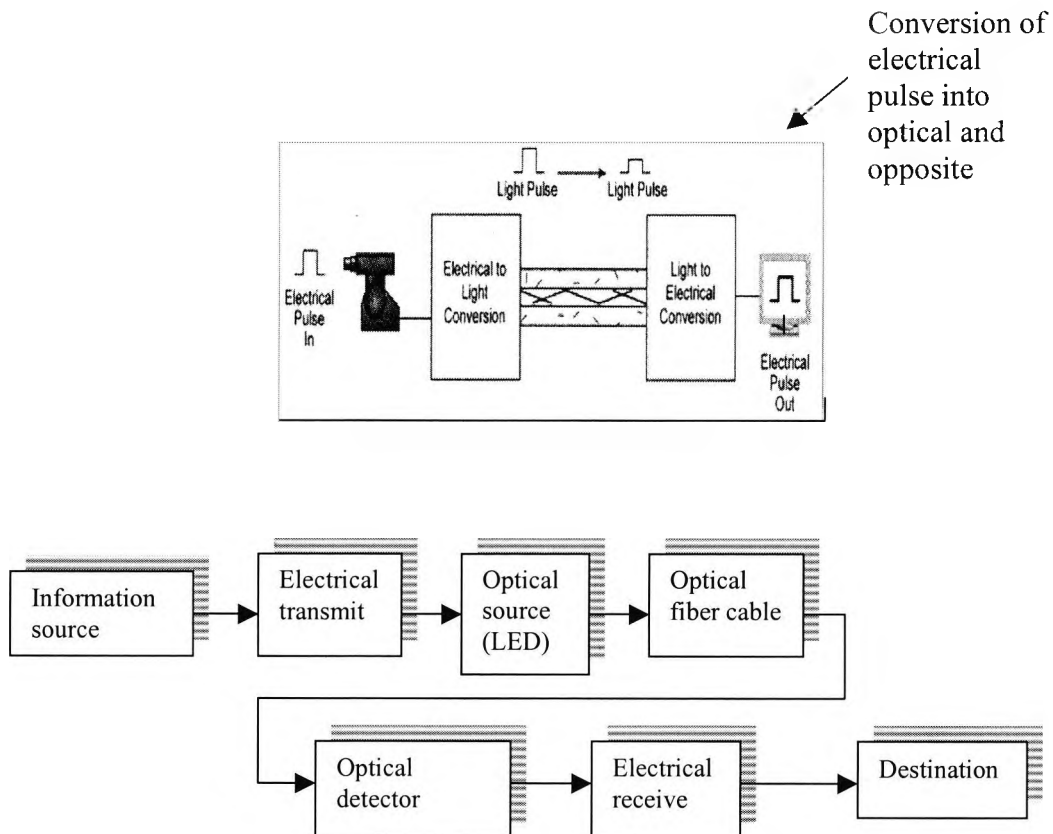 Conversion of
electrical
pulse into
optical and
opposite
Light Pulse
Light Pulse
Electrical
Pulse
In
Electrical to
Light
Conversion
Light to
Electrical
Conversion
Electrical
Pulse
Out
Information
source
Electrical
transmit
Optical
source
(LED)
Optical
fiber cable
Optical
detector
Electrical
receive
Destination